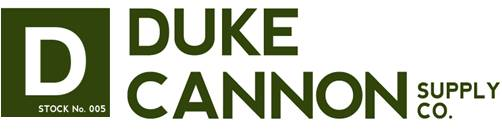 D
STOCK No. 005
DUKE
CANNON SUPPLY
CO.